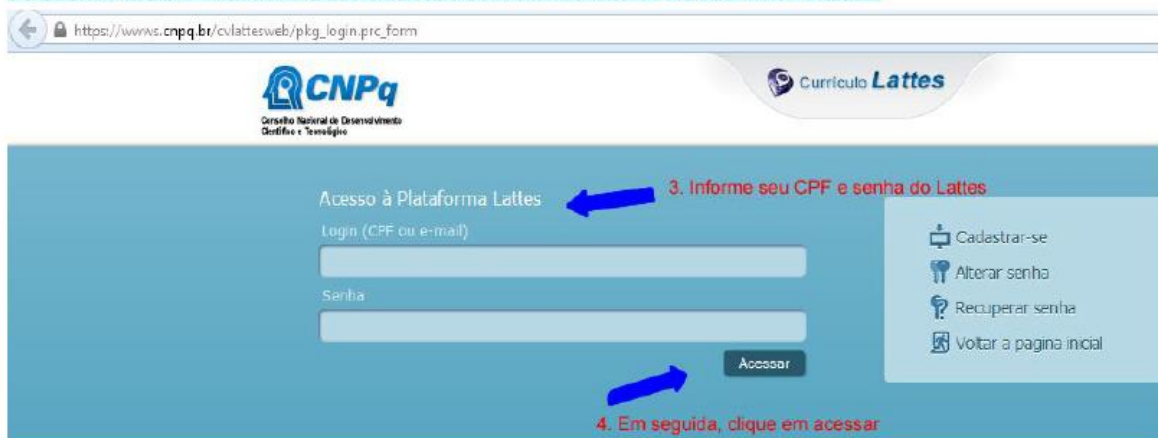 https://wwws.cnpq.br/cvlattesweb/pkg_login.prc_form
CNPq
Conselho Nacional de Desenvolvimento
Científico e Tecnológico
Currículo Lattes
Acesso à Plataforma Lattes
3. Informe seu CPF e senha do Lattes
Login (CPF ou e-mail)
Senha
Acessar
4. Em seguida, clique em acessar
Cadastrar-se
Alterar senha
Recuperar senha
Voltar a pagina inicial